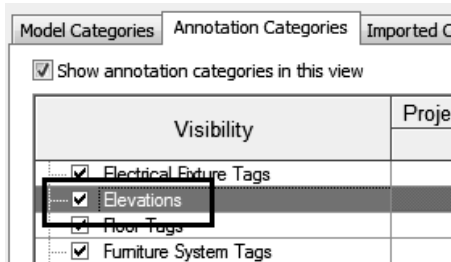 Model Categories Annotation Categories Imported C
Show annotation categories in this view
Visibility Proje
Electrical Fixture Tags
Elevations
Floor Tags
Furniture System Tags